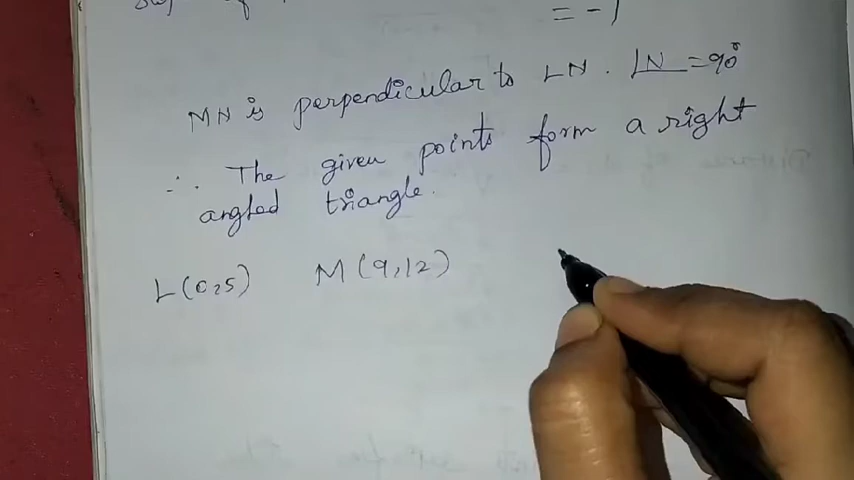 = -1
MN is perpendicular to LN. ∠N = 90°
∴ The given points form a right
angled triangle.
L(0,5) M(9,12)